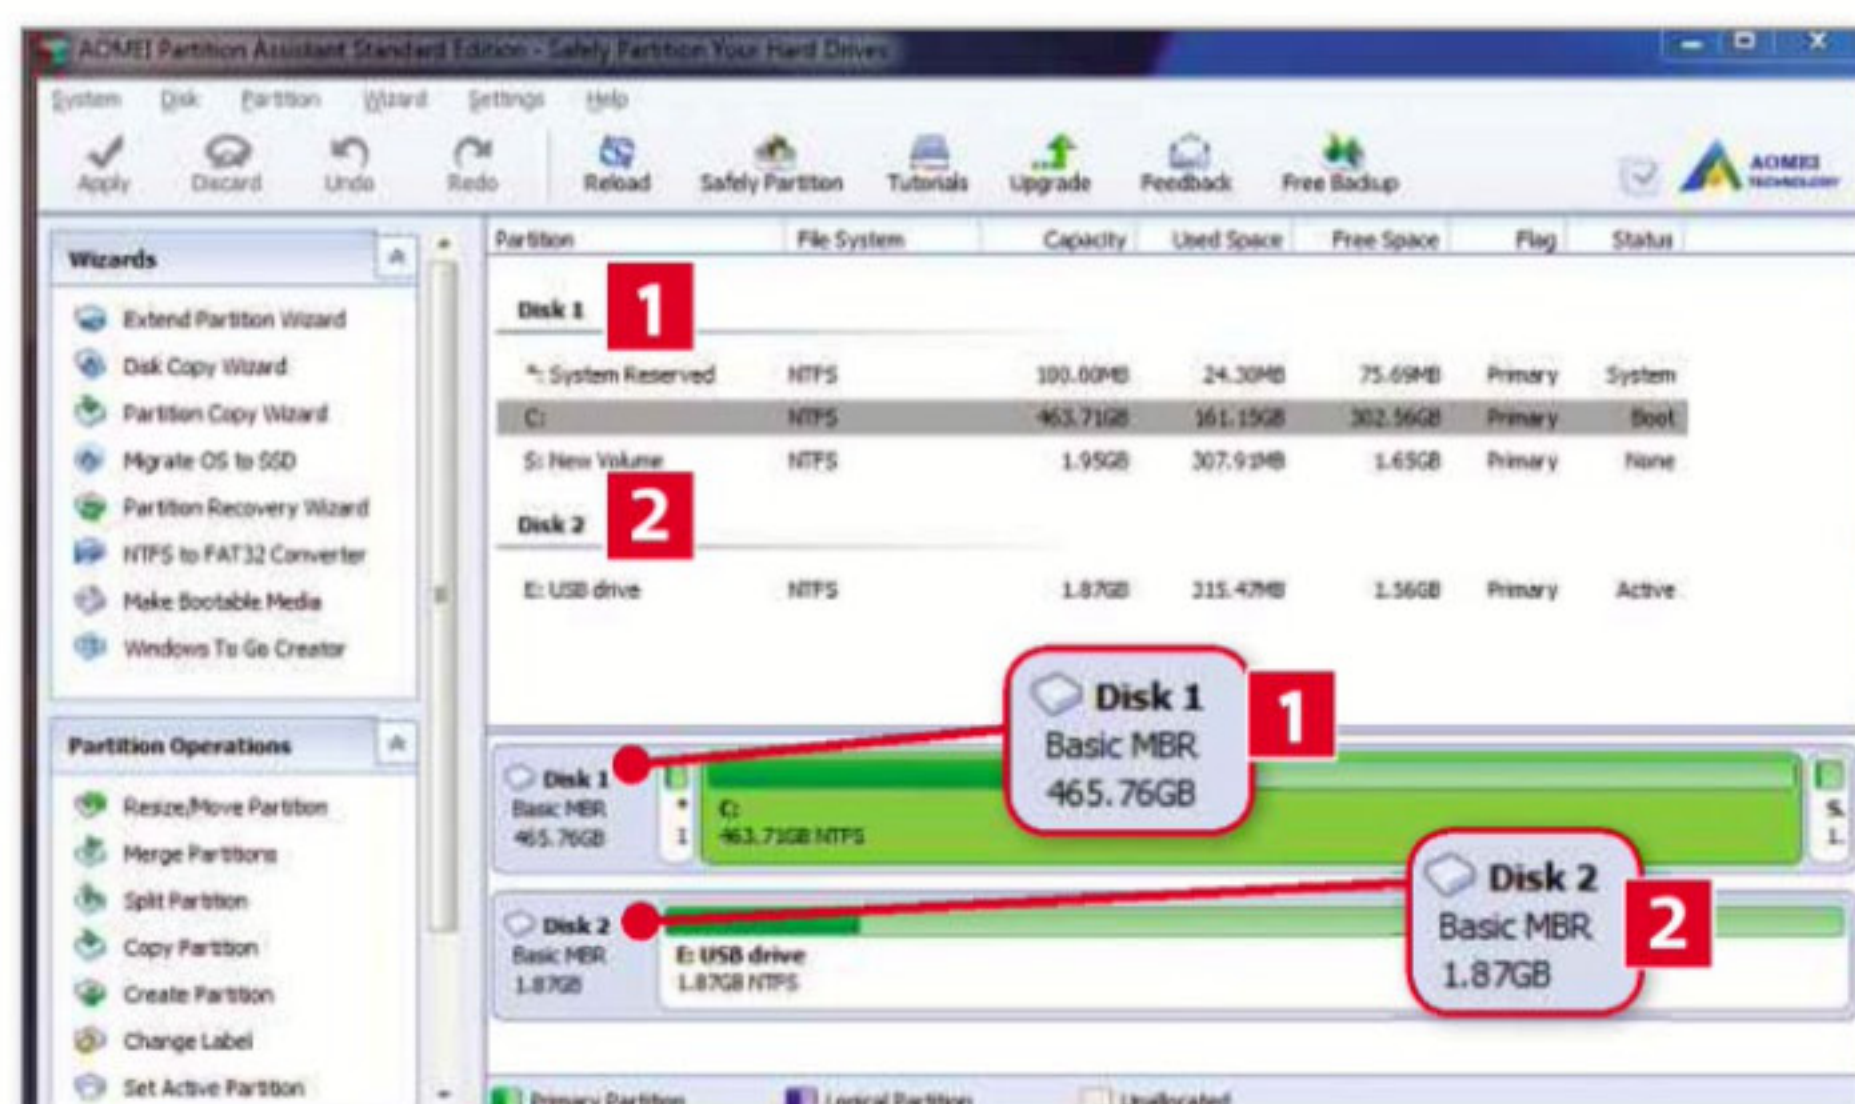 AOMEI Partition Assistant Standard Edition - Safely Partition Your Hard Drives
System Disk Partition Wizard Settings Help
Apply Discard Undo Redo Reload Safely Partition Tutorials Upgrade Feedback Free Backup
AOMEI
TECHNOLOGY
Wizards
Extend Partition Wizard
Disk Copy Wizard
Partition Copy Wizard
Migrate OS to SSD
Partition Recovery Wizard
NTFS to FAT32 Converter
Make Bootable Media
Windows To Go Creator
Partition Operations
Resize/Move Partition
Merge Partitions
Split Partition
Copy Partition
Create Partition
Change Label
Set Active Partition
Partition File System Capacity Used Space Free Space Flag Status
Disk 1 1
*: System Reserved NTFS 100.00MB 24.30MB 75.69MB Primary System
C: NTFS 463.71GB 161.15GB 302.56GB Primary Boot
S: New Volume NTFS 1.95GB 307.91MB 1.65GB Primary None
Disk 2 2
E: USB drive NTFS 1.87GB 315.47MB 1.56GB Primary Active
Disk 1 1
Basic MBR
465.76GB
Disk 1
Basic MBR
465.76GB
*
1
C:
463.71GB NTFS
S.
1.
Disk 2 2
Basic MBR
1.87GB
Disk 2
Basic MBR
1.87GB
E: USB drive
1.87GB NTFS
Primary Partition Logical Partition Unallocated